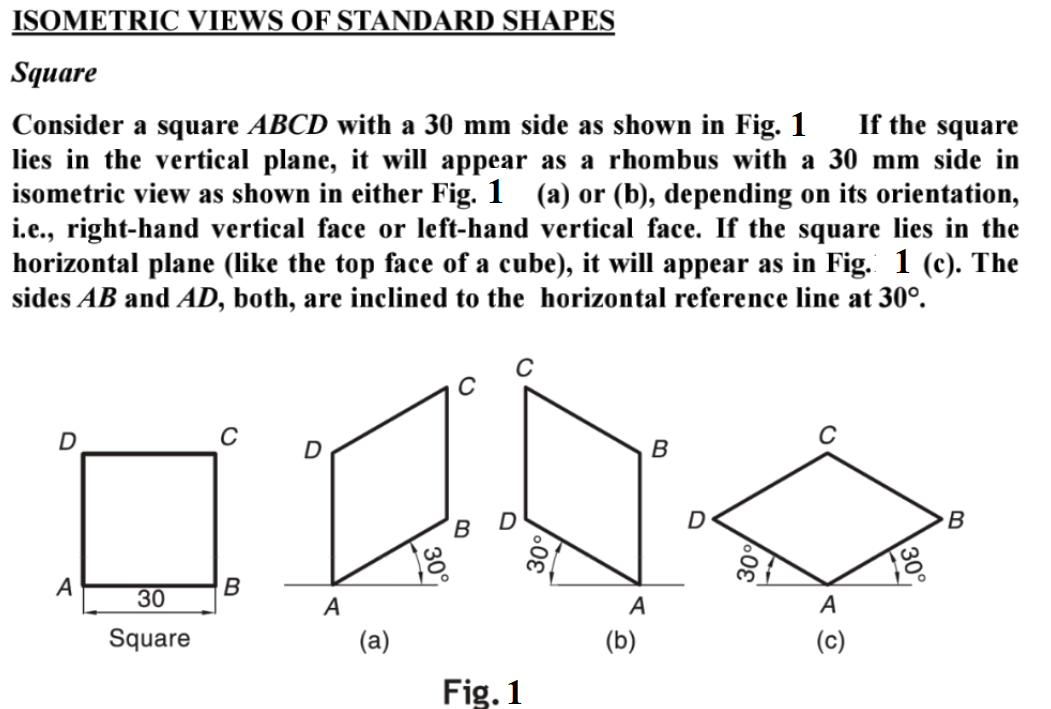 ISOMETRIC VIEWS OF STANDARD SHAPES
Square
Consider a square ABCD with a 30 mm side as shown in Fig. 1 If the square
lies in the vertical plane, it will appear as a rhombus with a 30 mm side in
isometric view as shown in either Fig. 1 (a) or (b), depending on its orientation,
i.e., right-hand vertical face or left-hand vertical face. If the square lies in the
horizontal plane (like the top face of a cube), it will appear as in Fig. 1 (c). The
sides AB and AD, both, are inclined to the horizontal reference line at 30°.
D
C
A
B
30
Square
D
C
B
30°
A
(a)
C
B
D
30°
A
(b)
C
D
B
30°
30°
A
(c)
Fig. 1